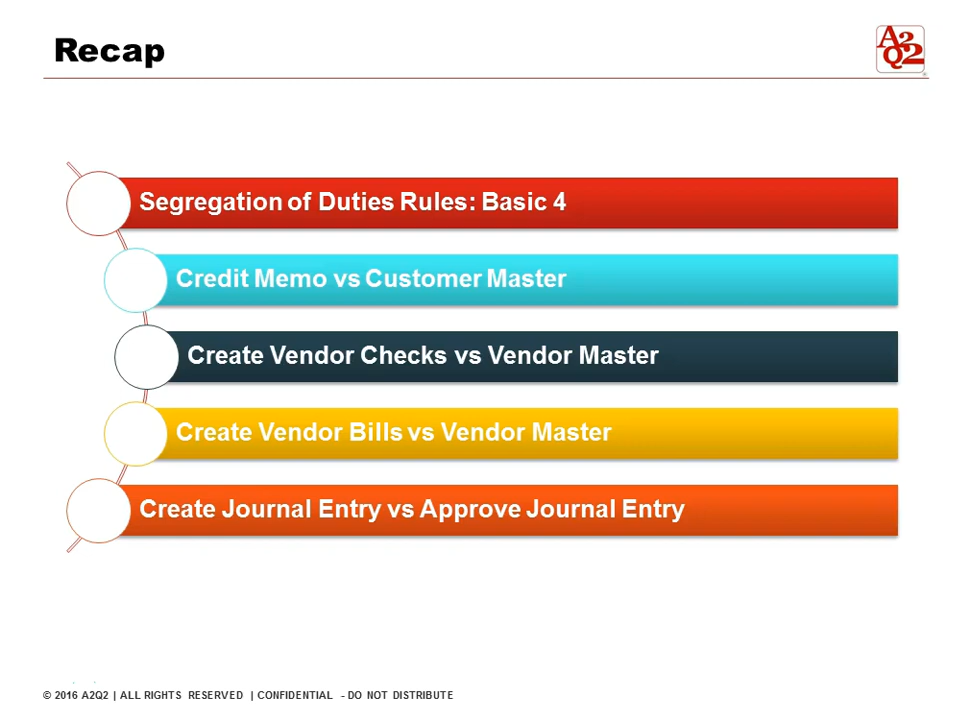 Recap
A2Q2
Segregation of Duties Rules: Basic 4
Credit Memo vs Customer Master
Create Vendor Checks vs Vendor Master
Create Vendor Bills vs Vendor Master
Create Journal Entry vs Approve Journal Entry
© 2016 A2Q2 | ALL RIGHTS RESERVED | CONFIDENTIAL - DO NOT DISTRIBUTE